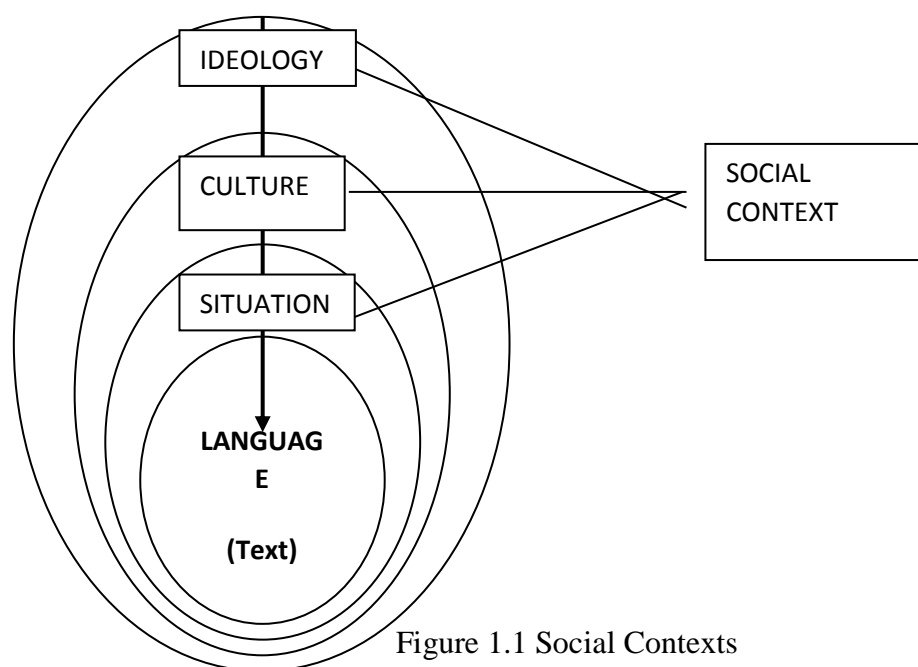 IDEOLOGY
CULTURE
SOCIAL
CONTEXT
SITUATION
LANGUAG
E
(Text)
Figure 1.1 Social Contexts